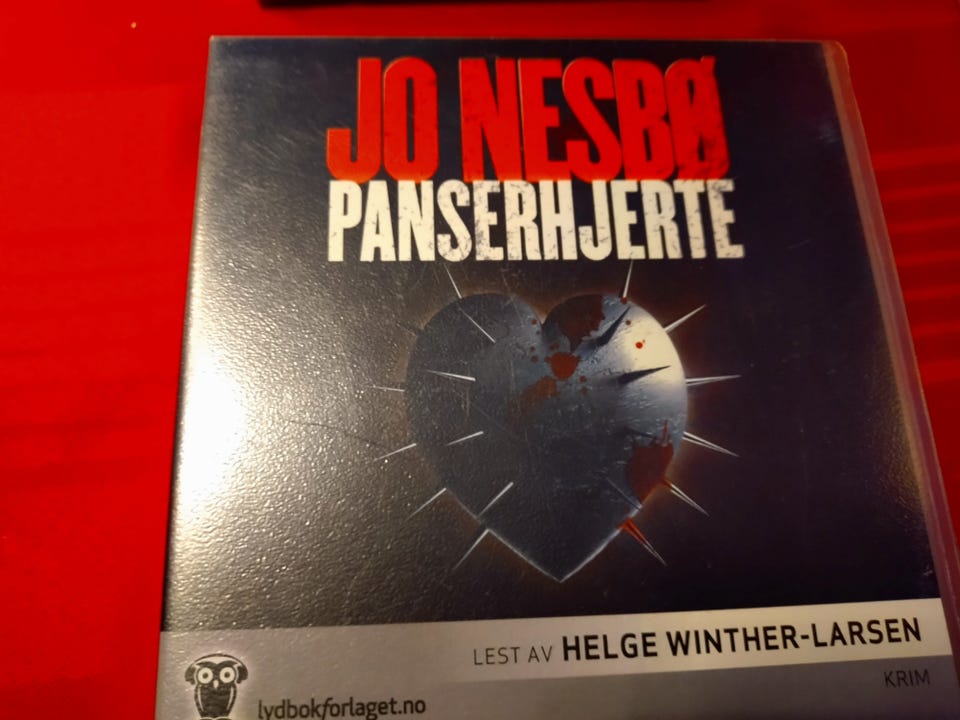 JO NESBØ
PANSERHJERTE
LEST AV HELGE WINTHER-LARSEN
KRIM
lydbokforlaget.no